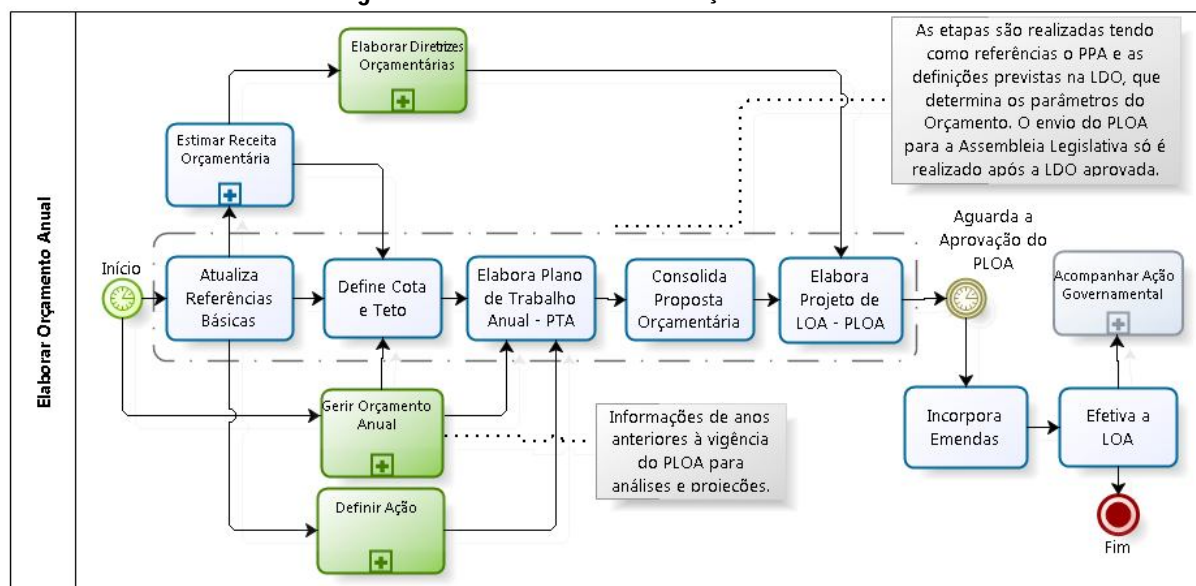 Elaborar Orçamento Anual
Elaborar Diretrizes
Orçamentárias
As etapas são realizadas tendo
como referências o PPA e as
definições previstas na LDO, que
determina os parâmetros do
Orçamento. O envio do PLOA
para a Assembleia Legislativa só é
realizado após a LDO aprovada.
Estimar Receita
Orçamentária
Início
Atualiza
Referências
Básicas
Define Cota
e Teto
Elabora Plano
de Trabalho
Anual - PTA
Consolida
Proposta
Orçamentária
Elabora
Projeto de
LOA - PLOA
Aguarda a
Aprovação do
PLOA
Acompanhar Ação
Governamental
Gerir Orçamento
Anual
Informações de anos
anteriores à vigência
do PLOA para
análises e projeções.
Incorpora
Emendas
Efetiva a
LOA
Definir Ação
Fim